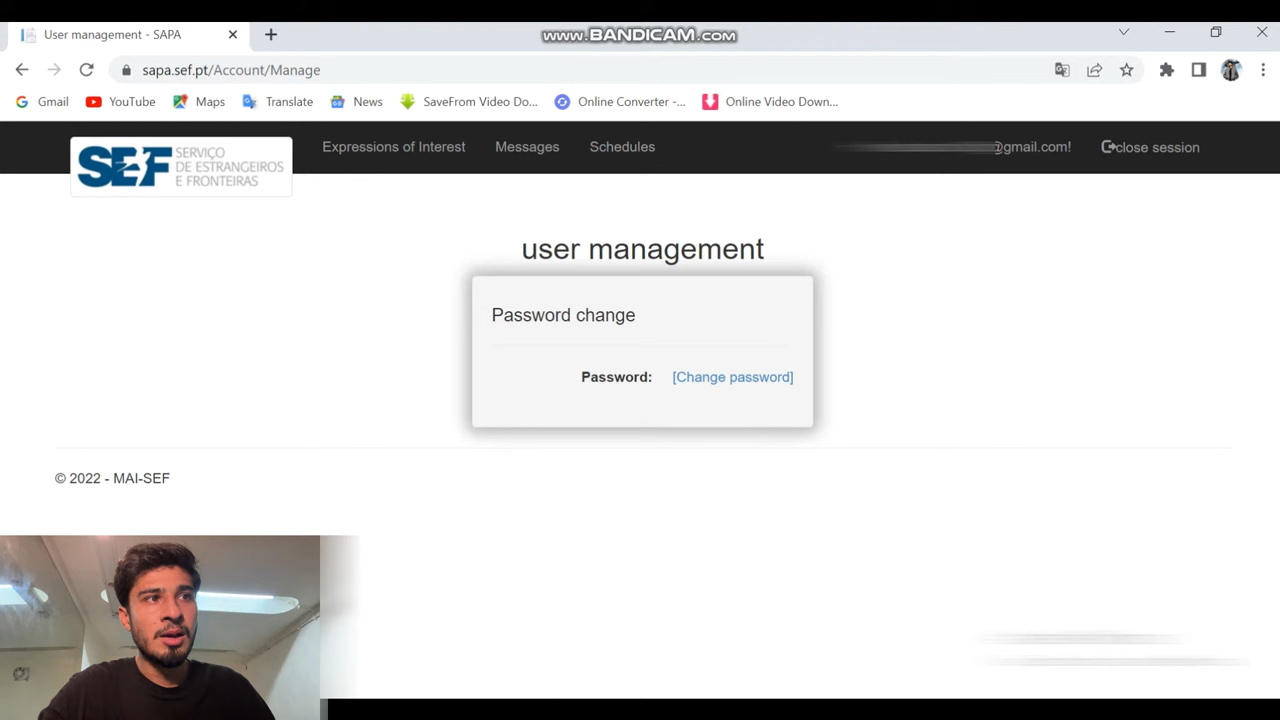 User management - SAPA
www.BANDICAM.com
sapa.sef.pt/Account/Manage
Gmail
YouTube
Maps
Translate
News
SaveFrom Video Do...
Online Converter -...
Online Video Down...
SEF SERVIÇO
DE ESTRANGEIROS
E FRONTEIRAS
Expressions of Interest
Messages
Schedules
@gmail.com!
close session
user management
Password change
Password: [Change password]
© 2022 - MAI-SEF